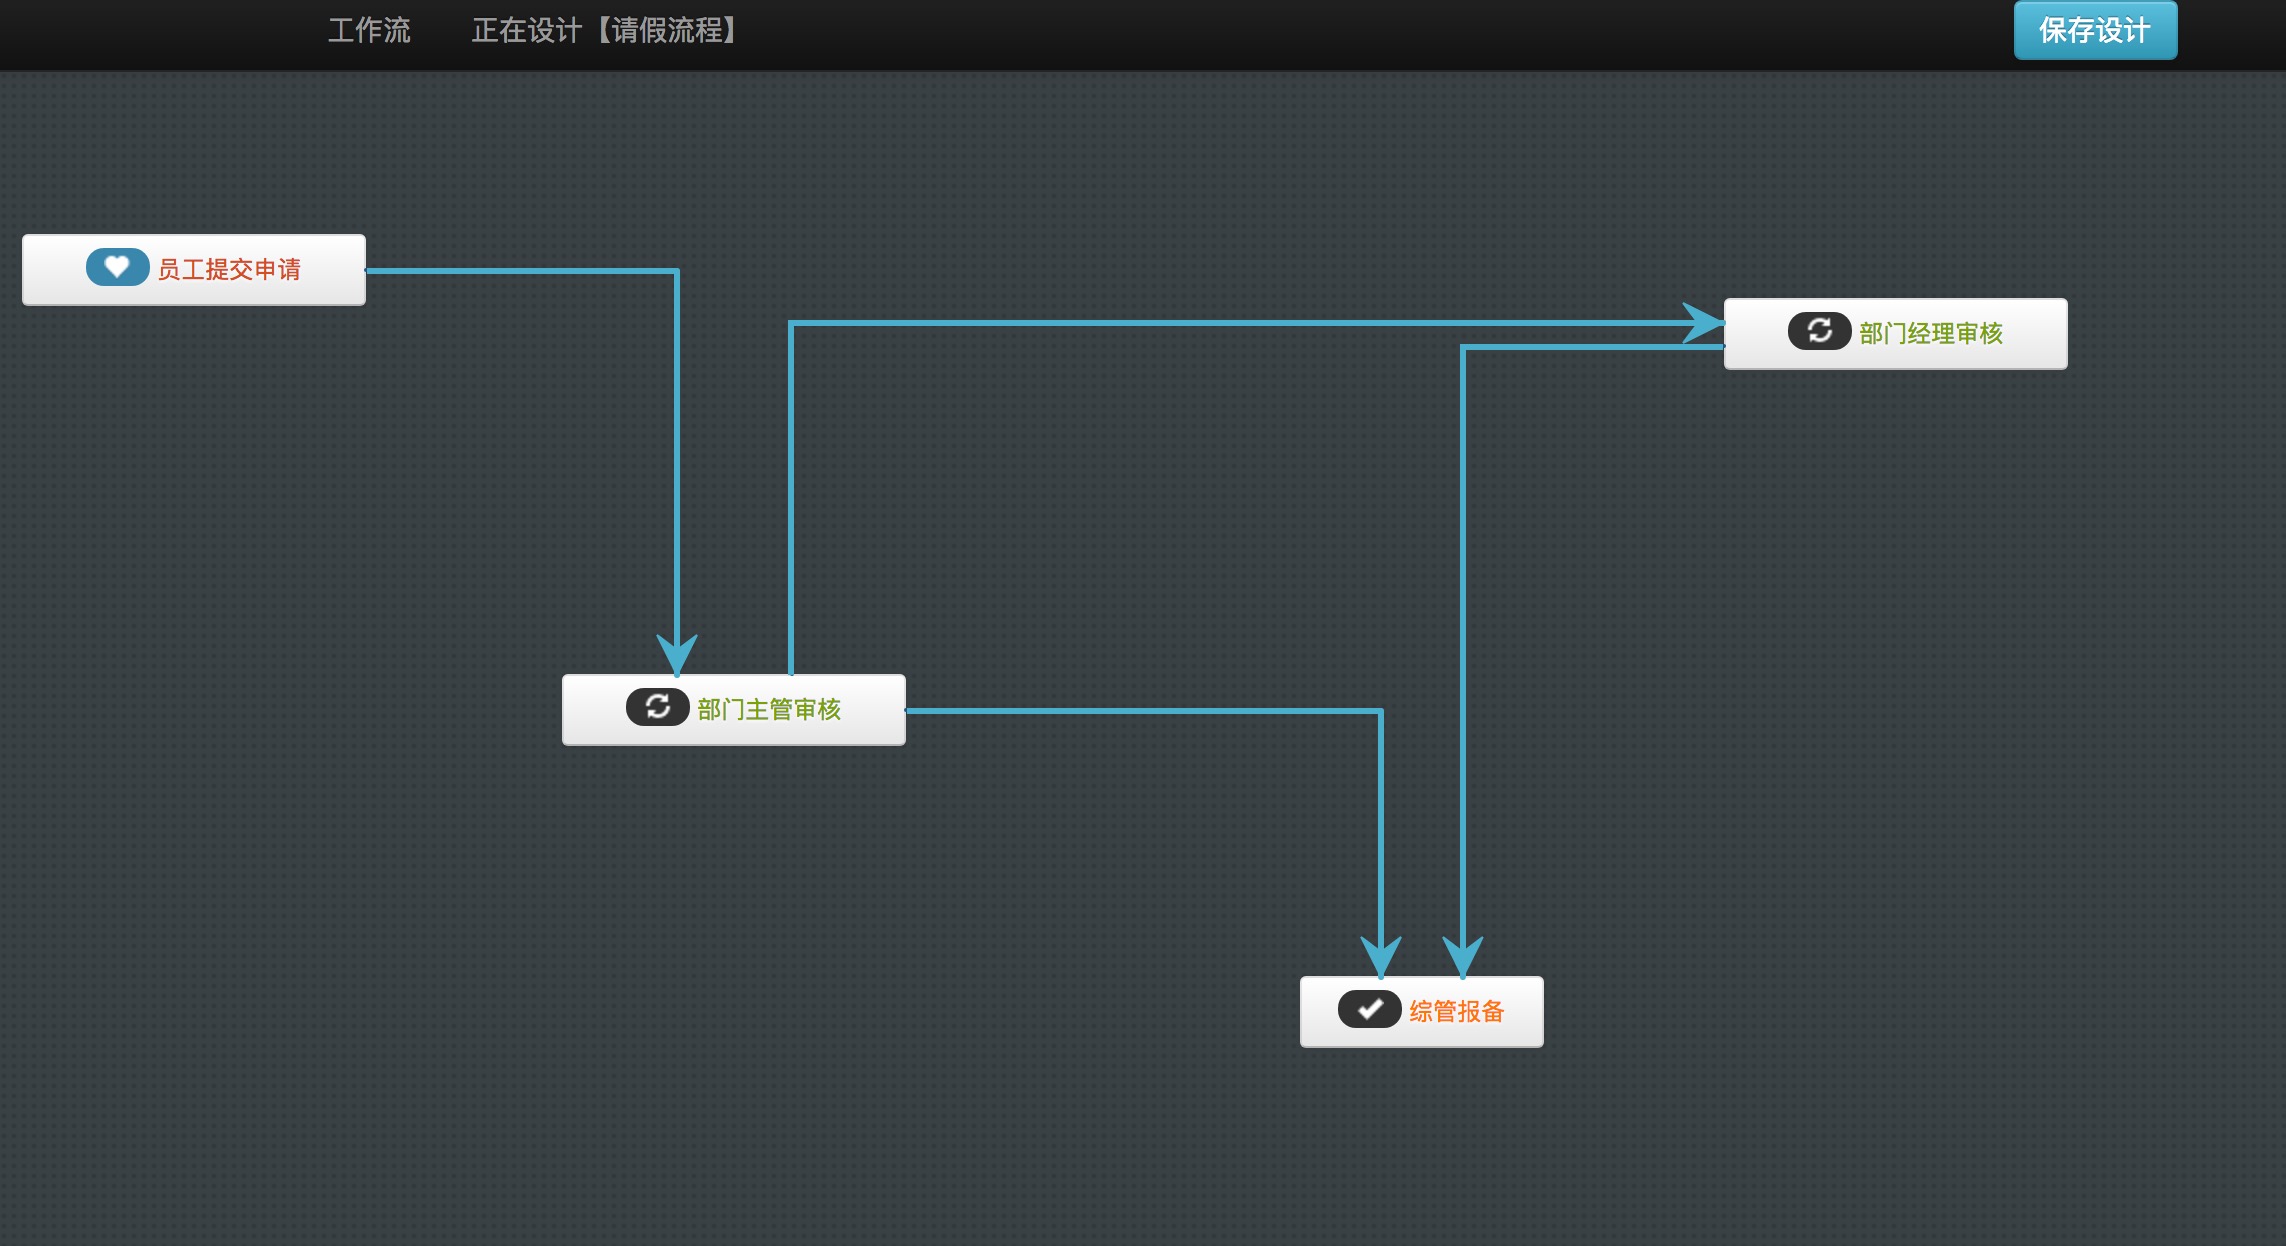 工作流 正在设计【请假流程】 保存设计
员工提交申请
部门经理审核
部门主管审核
综管报备